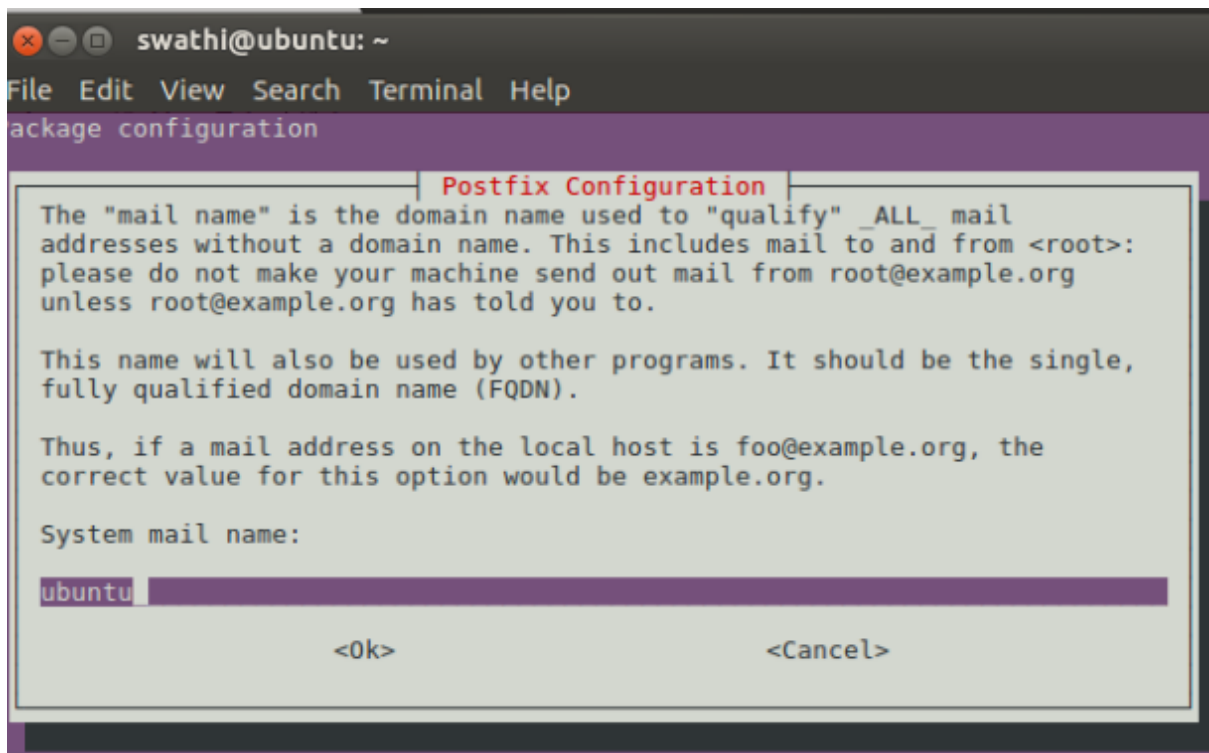 swathi@ubuntu: ~
File Edit View Search Terminal Help
ackage configuration
Postfix Configuration
The "mail name" is the domain name used to "qualify" _ALL_ mail
addresses without a domain name. This includes mail to and from <root>:
please do not make your machine send out mail from root@example.org
unless root@example.org has told you to.
This name will also be used by other programs. It should be the single,
fully qualified domain name (FQDN).
Thus, if a mail address on the local host is foo@example.org, the
correct value for this option would be example.org.
System mail name:
ubuntu
<Ok> <Cancel>